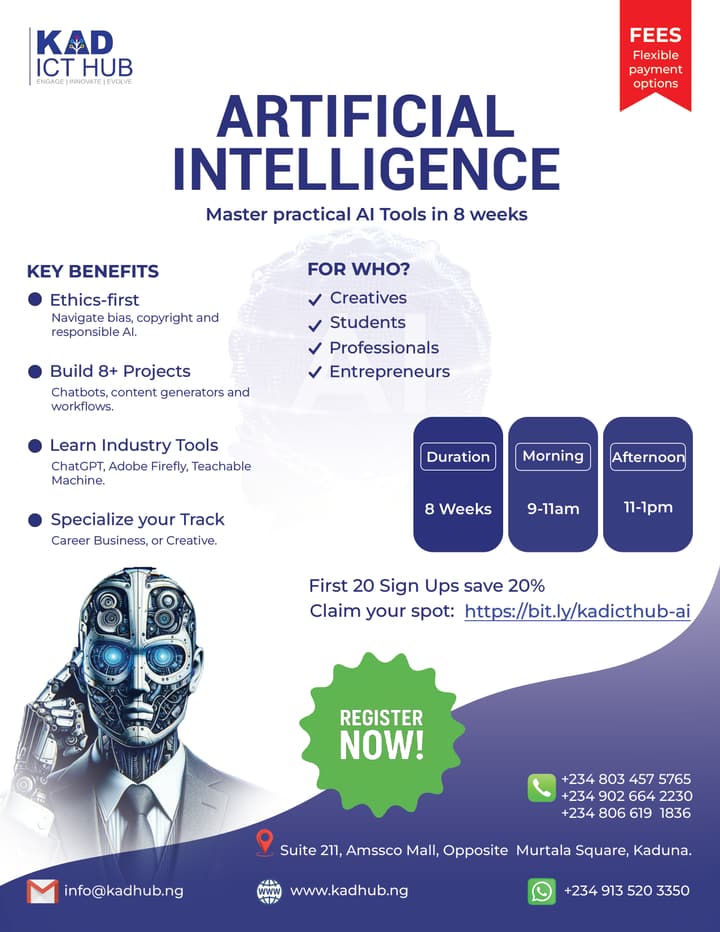 KAD
ICT HUB
ENGAGE | INNOVATE | EVOLVE
FEES
Flexible
payment
options
ARTIFICIAL
INTELLIGENCE
Master practical AI Tools in 8 weeks
KEY BENEFITS
Ethics-first
Navigate bias, copyright and
responsible AI.
Build 8+ Projects
Chatbots, content generators and
workflows.
Learn Industry Tools
ChatGPT, Adobe Firefly, Teachable
Machine.
Specialize your Track
Career Business, or Creative.
FOR WHO?
Creatives
Students
Professionals
Entrepreneurs
AI
Duration
8 Weeks
Morning
9-11am
Afternoon
11-1pm
First 20 Sign Ups save 20%
Claim your spot: https://bit.ly/kadicthub-ai
REGISTER
NOW!
+234 803 457 5765
+234 902 664 2230
+234 806 619 1836
Suite 211, Amssco Mall, Opposite Murtala Square, Kaduna.
info@kadhub.ng
WWW
www.kadhub.ng
+234 913 520 3350